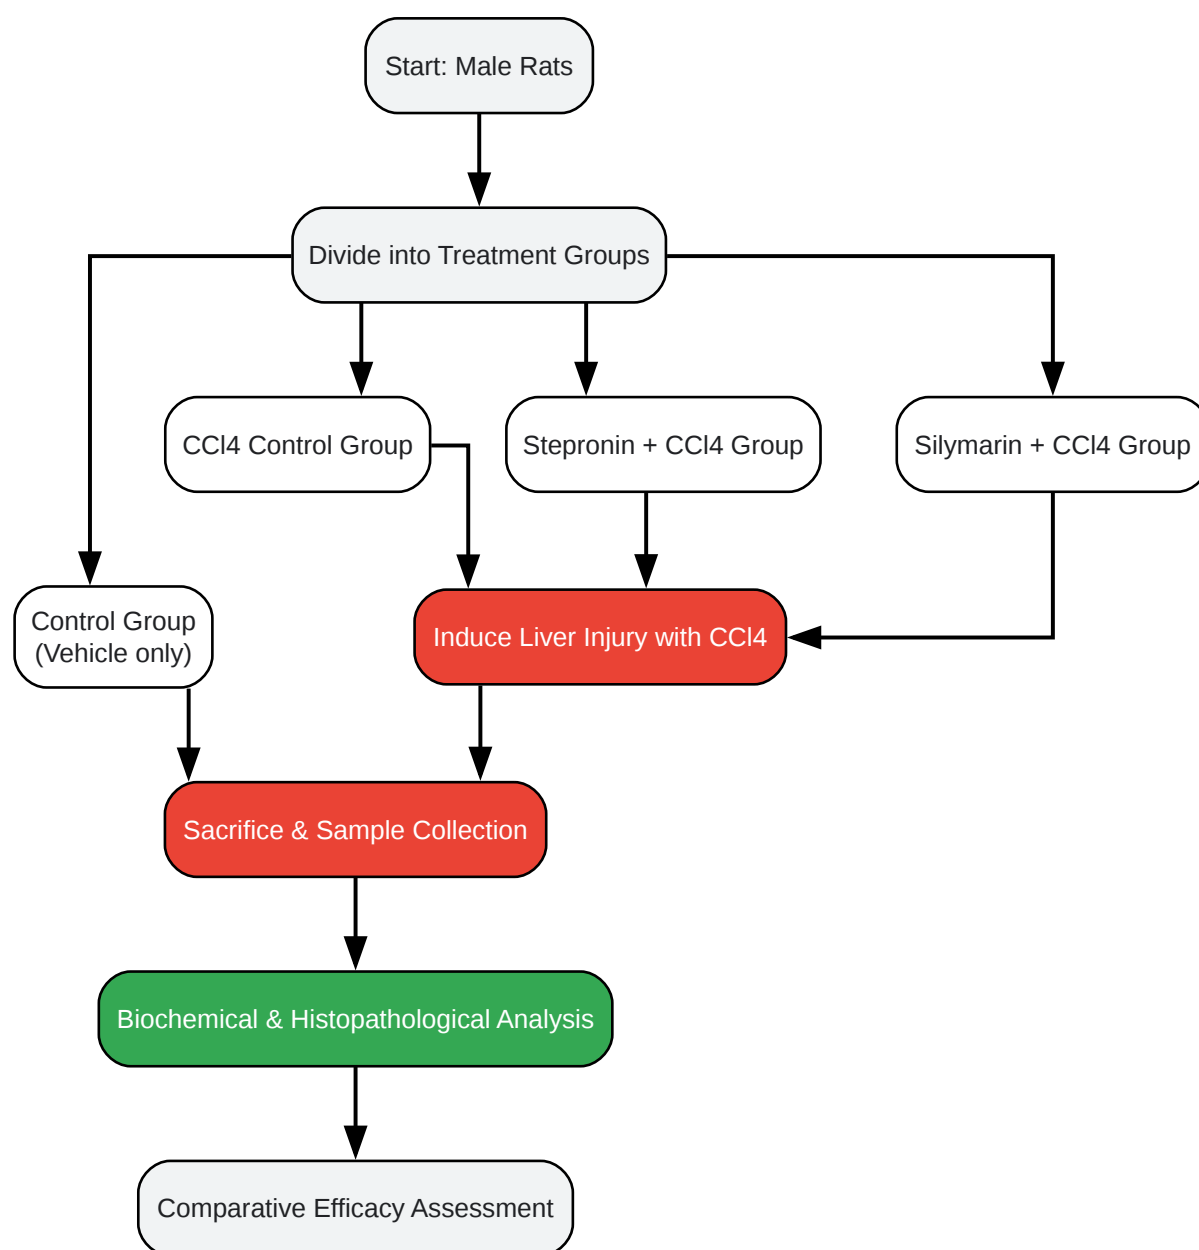 Start: Male Rats
Divide into Treatment Groups
CCl4 Control Group
Stepronin + CCl4 Group
Silymarin + CCl4 Group
Control Group
(Vehicle only)
Induce Liver Injury with CCl4
Sacrifice & Sample Collection
Biochemical & Histopathological Analysis
Comparative Efficacy Assessment